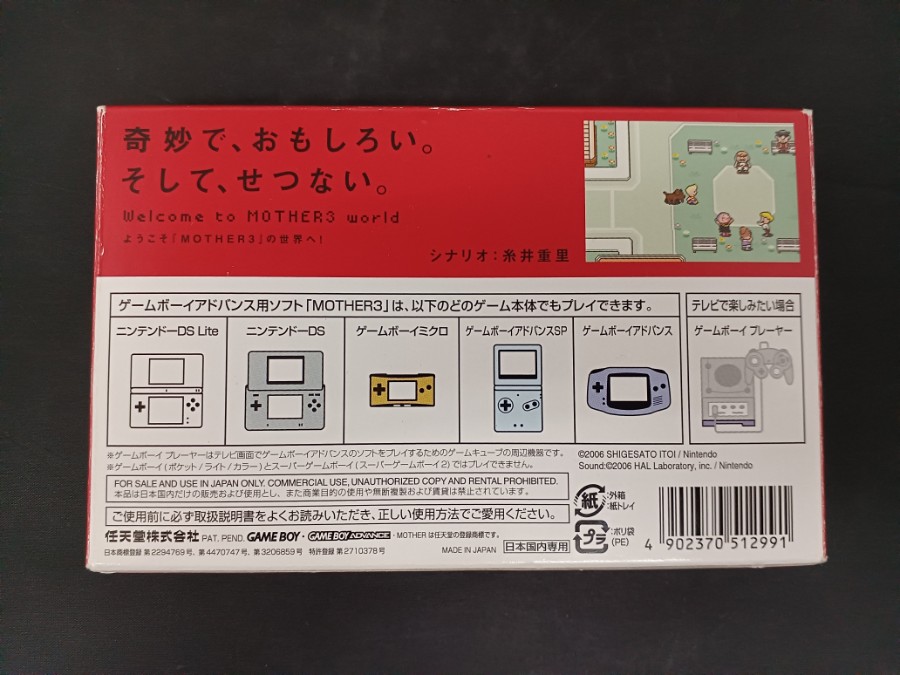 奇妙で、おもしろい。
そして、せつない。
Welcome to MOTHER3 world
ようこそ「MOTHER3」の世界へ!
シナリオ:糸井重里
ゲームボーイアドバンス用ソフト「MOTHER3」は、以下のどのゲーム本体でもプレイできます。
テレビで楽しみたい場合
ニンテンドーDS Lite
ニンテンドーDS
ゲームボーイミクロ
ゲームボーイアドバンスSP
ゲームボーイアドバンス
ゲームボーイ プレーヤー
※ゲームボーイ プレーヤーはテレビ画面でゲームボーイアドバンスのソフトをプレイするためのゲームキューブの周辺機器です。
※ゲームボーイ(ポケット/ライト/カラー)とスーパーゲームボーイ(スーパーゲームボーイ2)ではプレイできません。
©2006 SHIGESATO ITOI / Nintendo
Sound:©2006 HAL Laboratory, inc. / Nintendo
FOR SALE AND USE IN JAPAN ONLY. COMMERCIAL USE, UNAUTHORIZED COPY AND RENTAL PROHIBITED.
本品は日本国内だけの販売および使用とし、また商業目的の使用や無断複製および賃貸は禁止されています。
ご使用前に必ず取扱説明書をよくお読みいただき、正しい使用方法でご愛用ください。
任天堂株式会社 PAT. PEND. GAME BOY・GAME BOY ADVANCE・MOTHER は任天堂の登録商標です。
日本商標登録 第2294769号、第4470747号、第3206859号 特許登録 第2710378号
MADE IN JAPAN
日本国内専用
紙
:外箱
:紙トレイ
プラ
:ポリ袋
(PE)
4 902370 512991